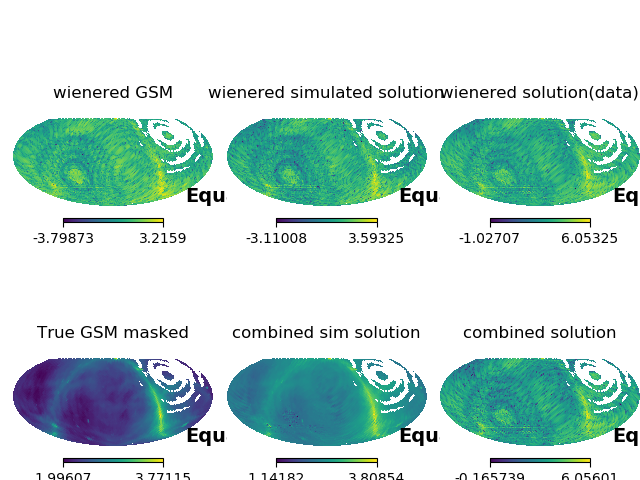 wienered GSM
wienered simulated solution
wienered solution(data)
Equ
Equ
Eq
-3.79873 3.2159
-3.11008 3.59325
-1.02707 6.05325
True GSM masked
combined sim solution
combined solution
Equ
Equ
Eq
1.99607 3.77115
1.14182 3.80854
-0.165739 6.05601